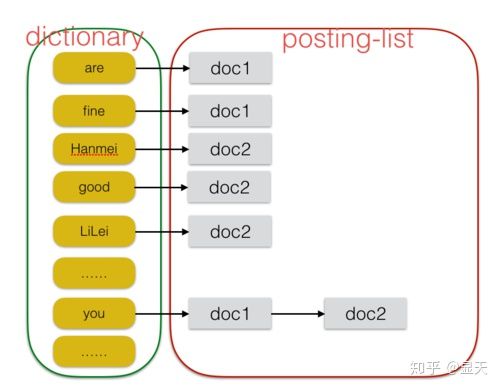 dictionary posting-list
are doc1
fine doc1
Hanmei doc2
good doc2
LiLei doc2
……
you doc1 doc2
……
知乎 @显天